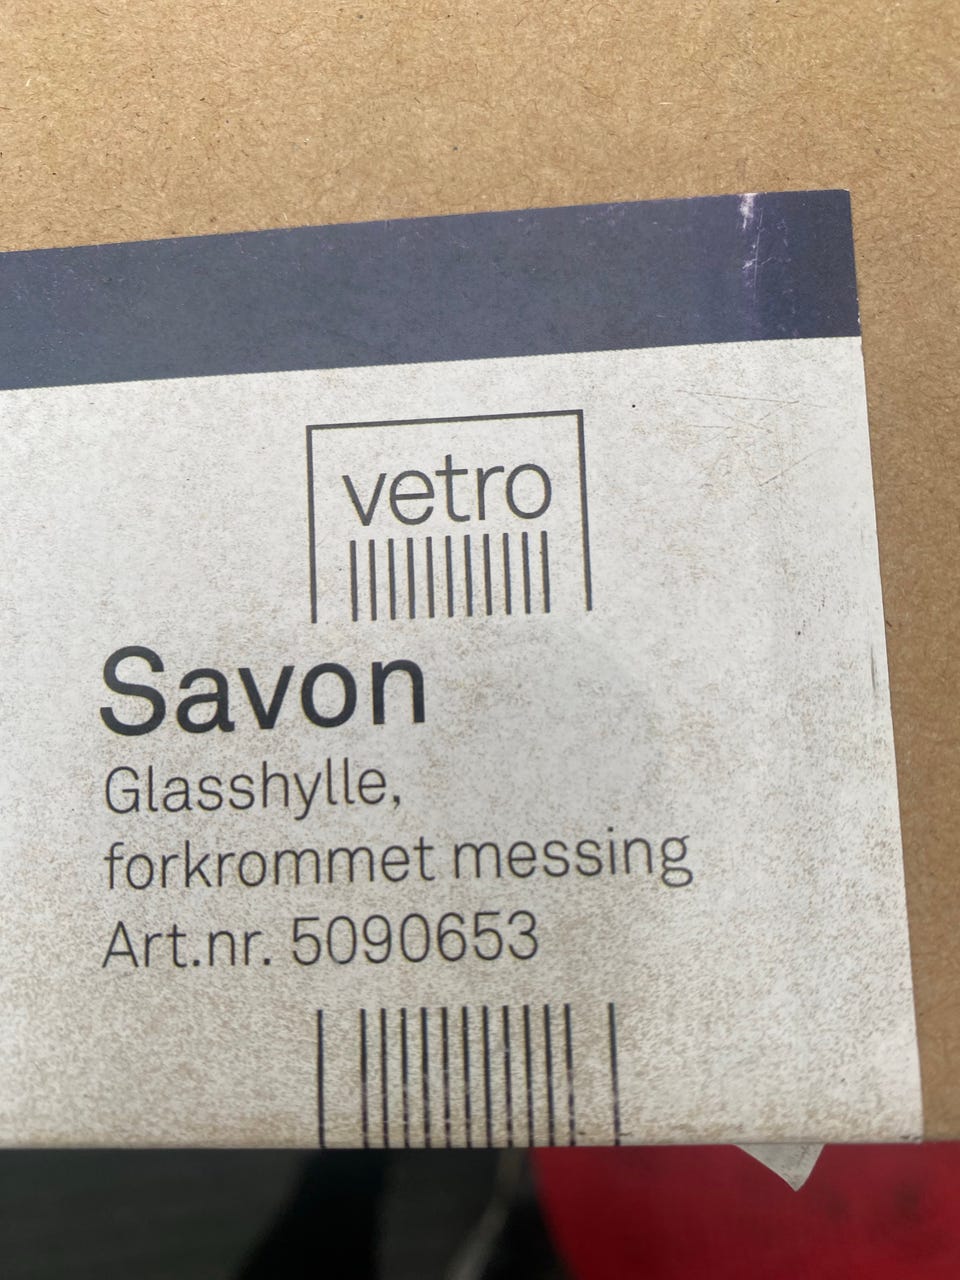 vetro
Savon
Glasshylle,
forkrommet messing
Art.nr. 5090653